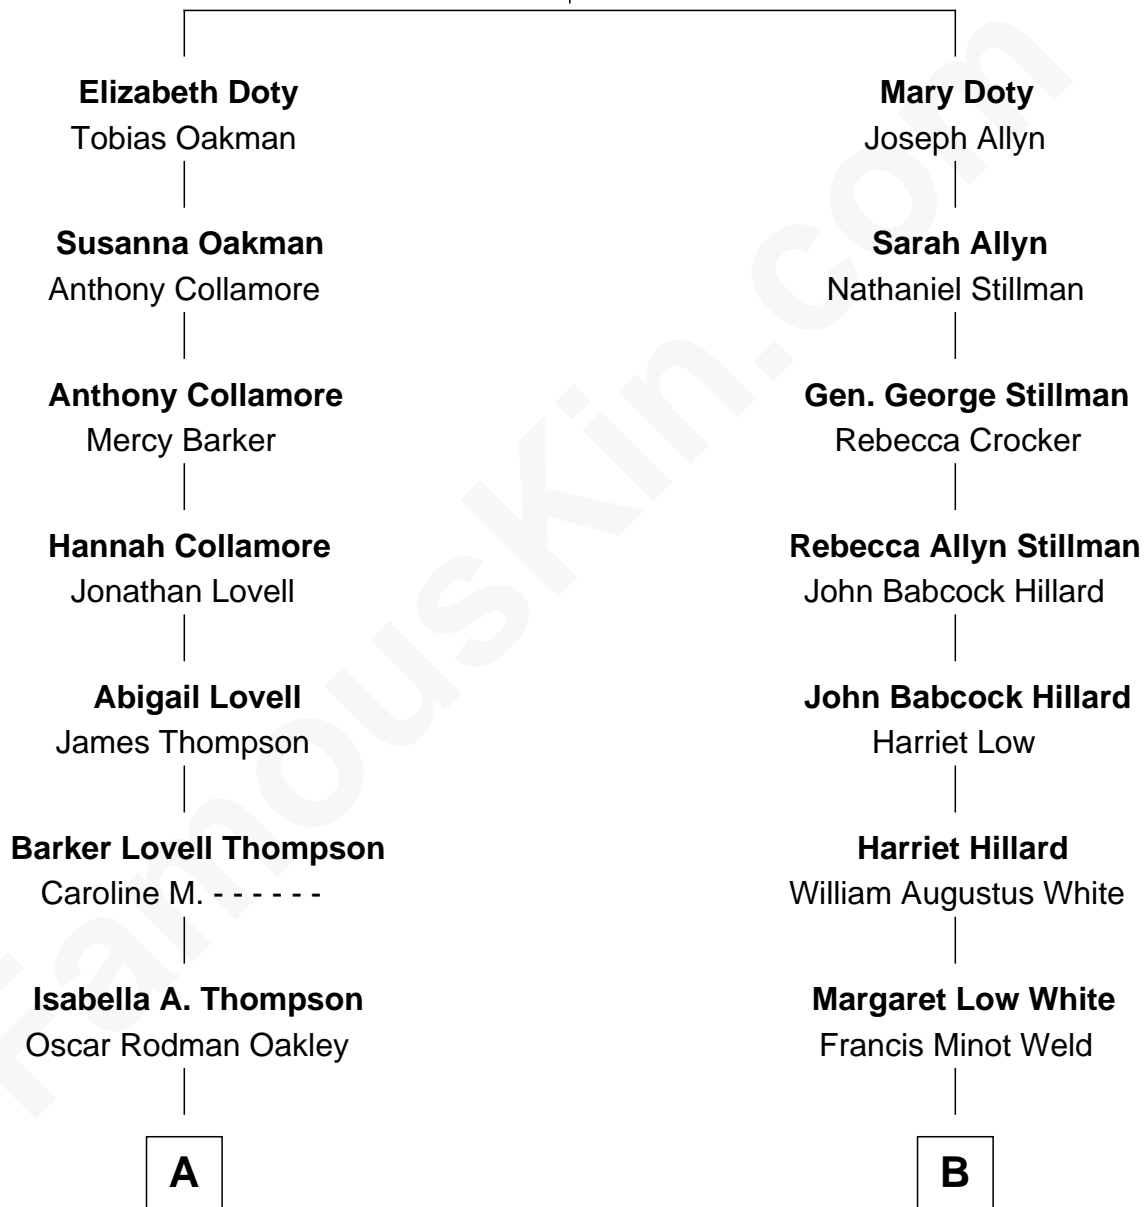 Elizabeth Doty
Tobias Oakman
Susanna Oakman
Anthony Collamore
Anthony Collamore
Mercy Barker
Hannah Collamore
Jonathan Lovell
Abigail Lovell
James Thompson
Barker Lovell Thompson
Caroline M. - - - - - -
Isabella A. Thompson
Oscar Rodman Oakley
A
Mary Doty
Joseph Allyn
Sarah Allyn
Nathaniel Stillman
Gen. George Stillman
Rebecca Crocker
Rebecca Allyn Stillman
John Babcock Hillard
John Babcock Hillard
Harriet Low
Harriet Hillard
William Augustus White
Margaret Low White
Francis Minot Weld
B
FamousKin.com